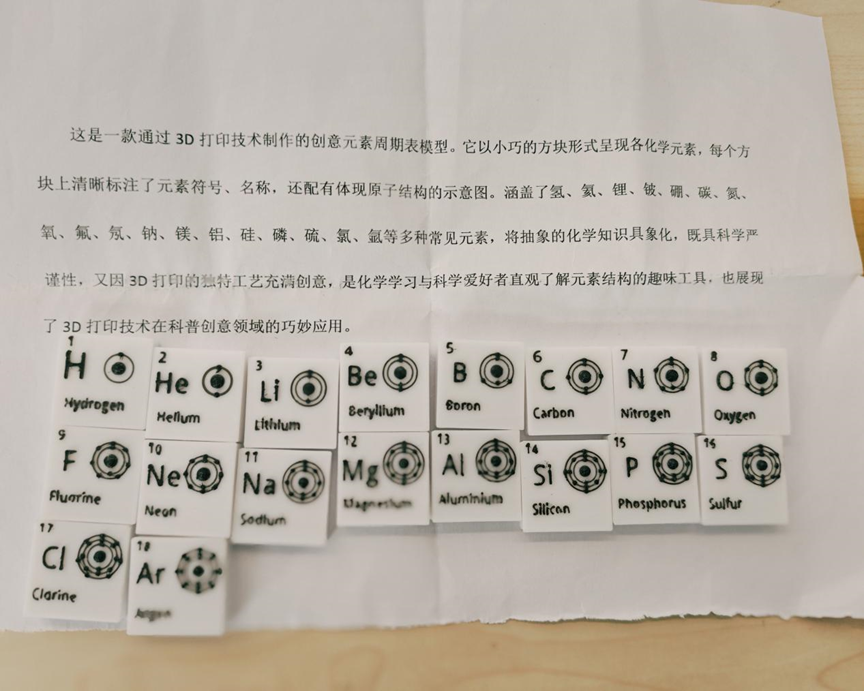 这是一款通过 3D 打印技术制作的创意元素周期表模型。它以小巧的方块形式呈现各化学元素，每个方
块上清晰标注了元素符号、名称，还配有体现原子结构的示意图。涵盖了氢、氦、锂、铍、硼、碳、氮、
氧、氟、氖、钠、镁、铝、硅、磷、硫、氯、氩等多种常见元素，将抽象的化学知识具象化，既具科学严
谨性，又因 3D 打印的独特工艺充满创意，是化学学习与科学爱好者直观了解元素结构的趣味工具，也展现
了 3D 打印技术在科普创意领域的巧妙应用。
1 2 3 4 5 6 7 8
H He Li Be B C N O
Hydrogen Helium Lithium Beryllium Boron Carbon Nitrogen Oxygen
9 10 11 12 13 14 15 16
F Ne Na Mg Al Si P S
Fluorine Neon Sodium Magnesium Aluminium Silicon Phosphorus Sulfur
17 18
Cl Ar
Clorine Argon